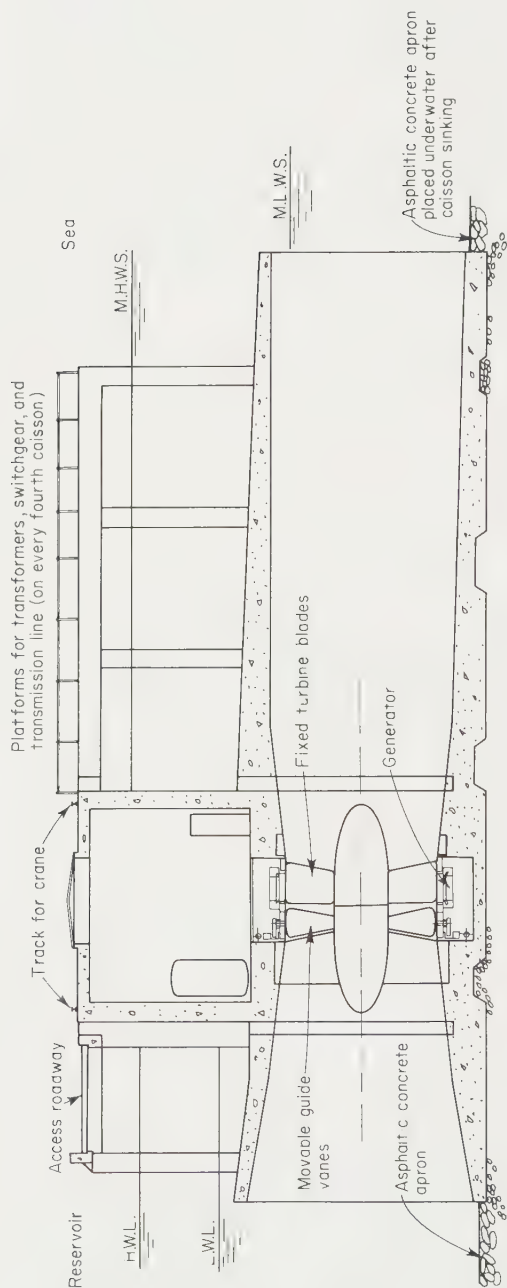 Platforms for transformers, switchgear, and
transmission line (on every fourth caisson)
Sea
Track for crane
Access roadway
Reservoir
M.H.W.S.
H.W.L.
L.W.L.
M.L.W.S.
Fixed turbine blades
Generator
Movable guide
vanes
Asphaltic concrete
apron
Asphaltic concrete apron
placed underwater after
caisson sinking